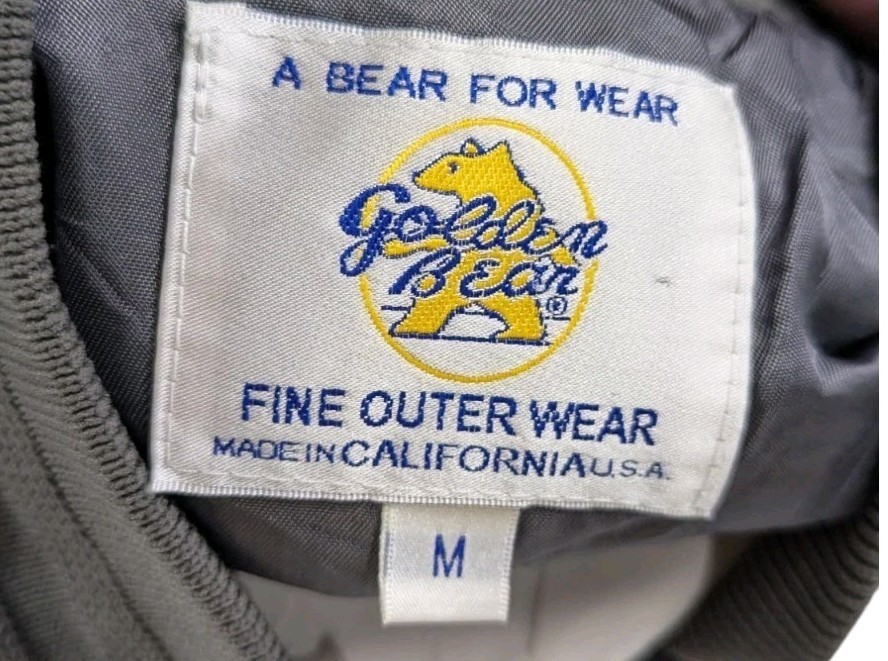 A BEAR FOR WEAR
Golden
Bear®
FINE OUTER WEAR
MADE IN CALIFORNIA U.S.A.
M